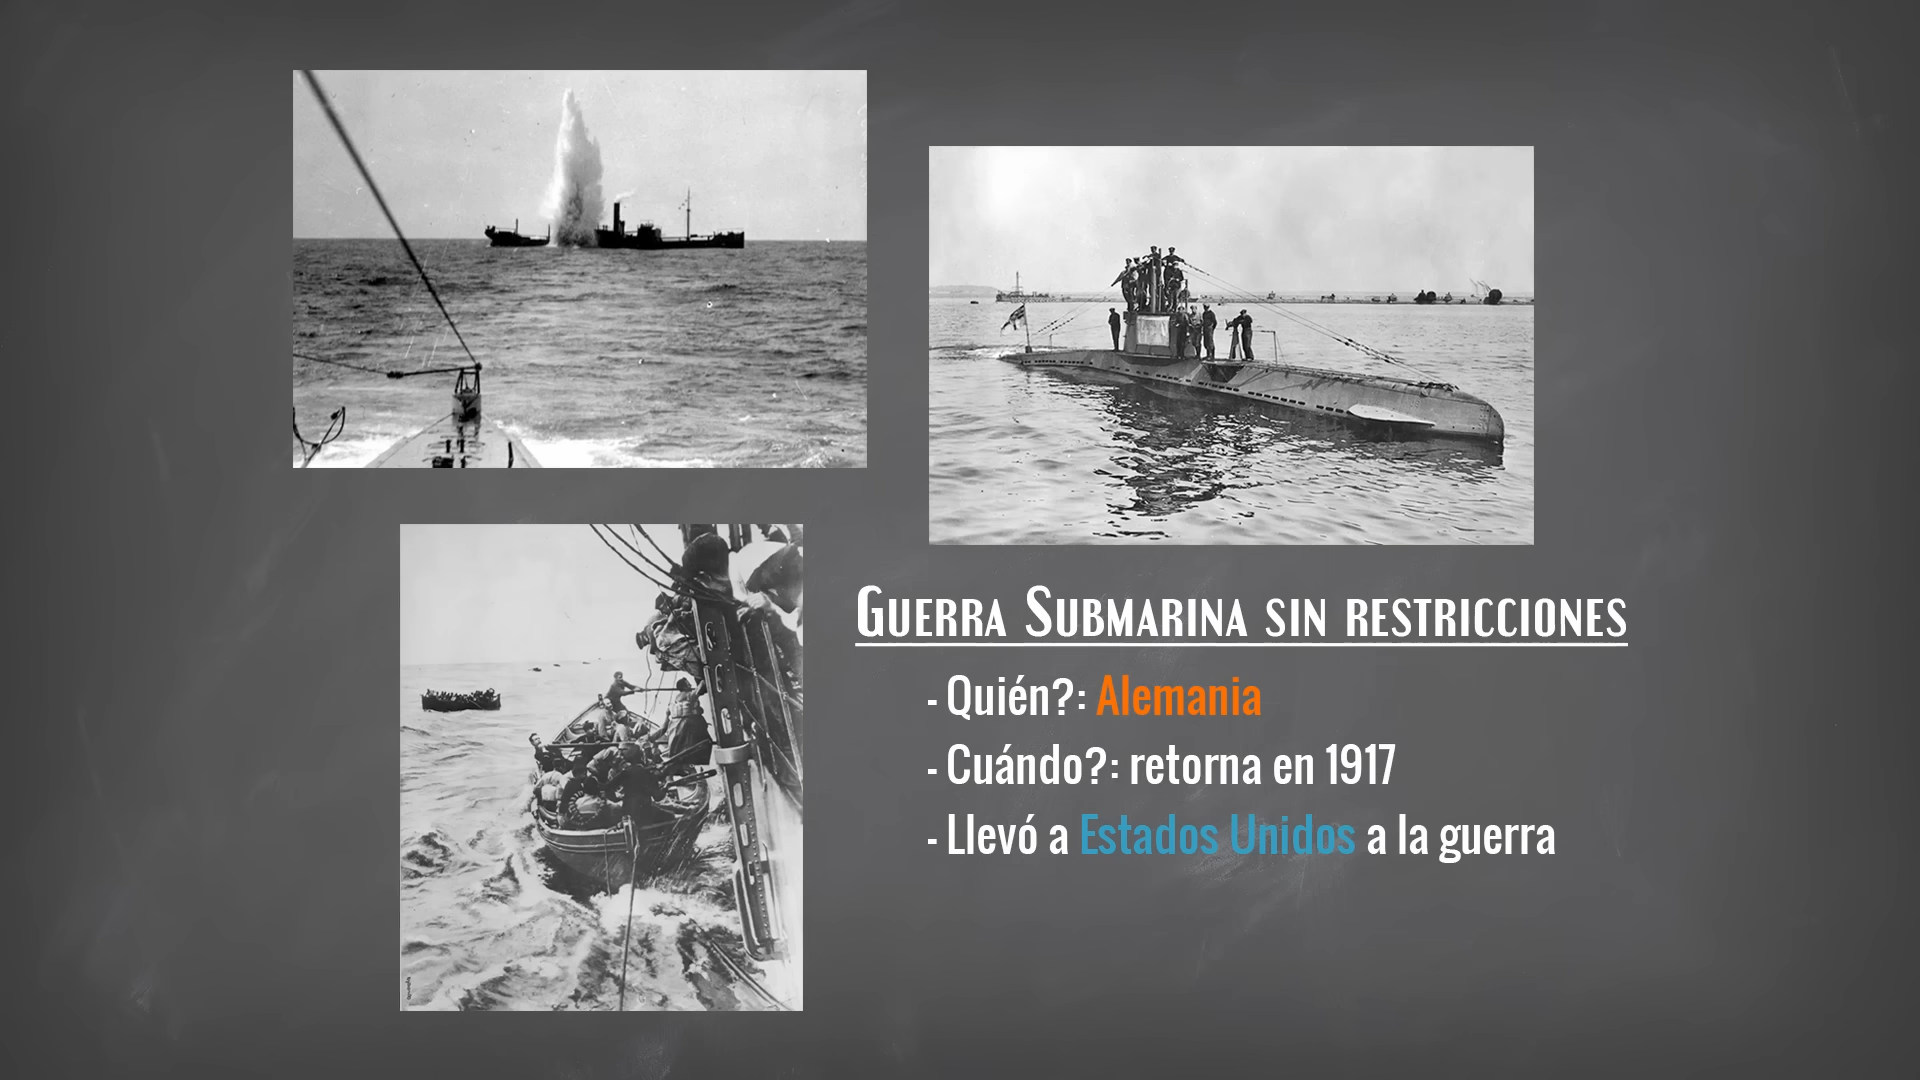 Guerra Submarina sin restricciones
- Quién?: Alemania
- Cuándo?: retorna en 1917
- Llevó a Estados Unidos a la guerra